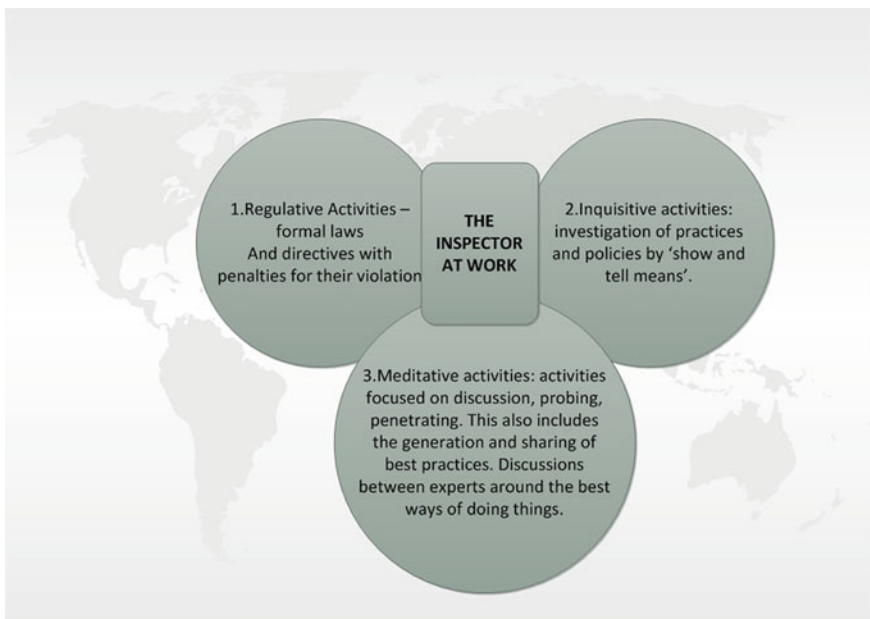 1.Regulative Activities –
formal laws
And directives with
penalties for their violation
THE
INSPECTOR
AT WORK
2.Inquisitive activities:
investigation of practices
and policies by ‘show and
tell means’.
3.Meditative activities: activities
focused on discussion, probing,
penetrating. This also includes
the generation and sharing of
best practices. Discussions
between experts around the best
ways of doing things.